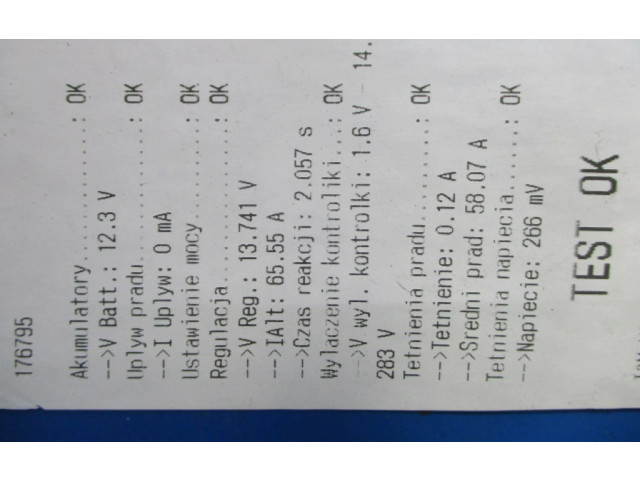 176795
Akumulatory..............: OK
-->V Batt.: 12.3 V
Uplyw pradu..............: OK
-->I Uplyw: 0 mA
Ustawienie mocy..........: OK
Regulacja................: OK
-->V Reg.: 13.741 V
-->IAlt: 65.55 A
-->Czas reakcji: 2.057 s
Wylaczenie kontroliki....: OK
-->V wyl. kontrolki: 1.6 V - 14.
283 V
Tetnienia pradu..........: OK
-->Tetnienie: 0.12 A
-->Sredni prad: 58.07 A
Tetnienia napiecia.......: OK
-->Napiecie: 266 mV
TEST OK